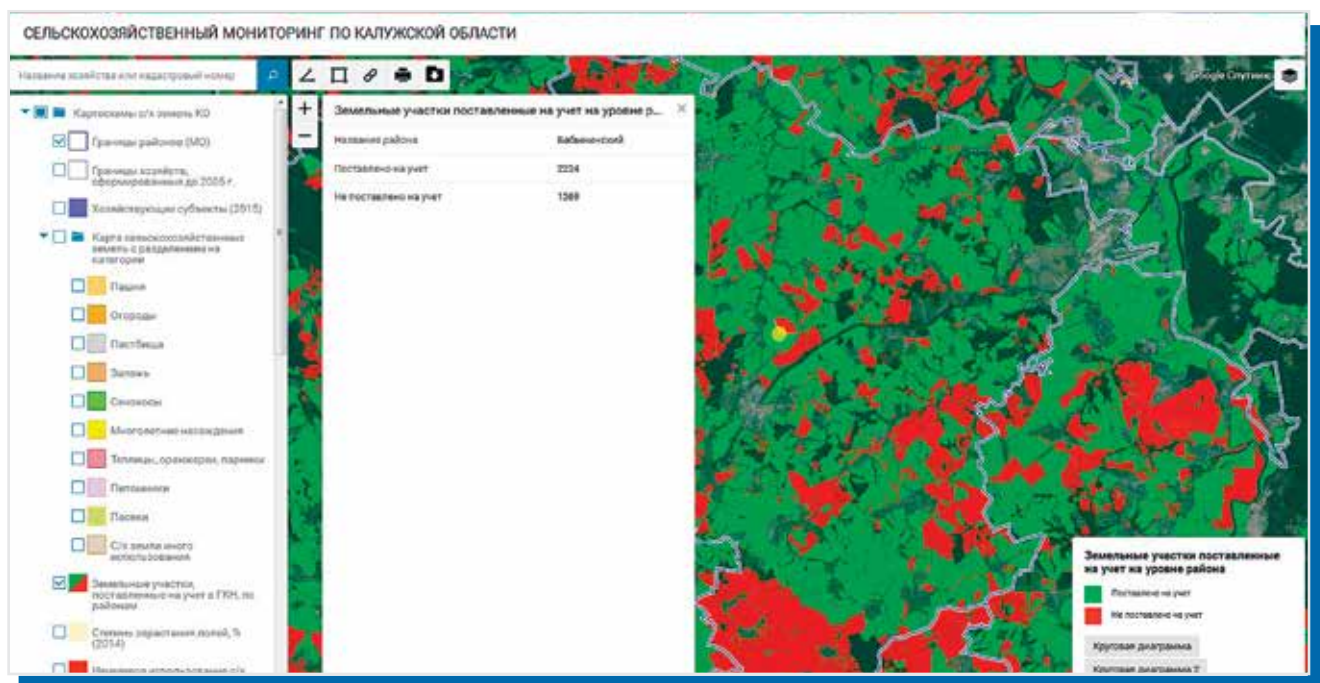 СЕЛЬСКОХОЗЯЙСТВЕННЫЙ МОНИТОРИНГ ПО КАЛУЖСКОЙ ОБЛАСТИ
Название хозяйства или кадастровый номер
Google Спутник
Картосхемы с/х земель КО
Границы районов (МО)
Границы хозяйств,
сформированных до 2005 г.
Хозяйствующие субъекты (2015)
Карта сельскохозяйственных
земель с разделением на
категории
Пашня
Огороды
Пастбища
Залежь
Сенокосы
Многолетние насаждения
Теплицы, оранжереи, парники
Питомники
Пасеки
С/х земли иного
использования
Земельные участки,
поставленные на учет в ГКН, по
районам
Степень зарастания полей, %
(2014)
использование с/х
Земельные участки поставленные на учет на уровне р...
Название района Бабынинский
Поставлено на учет 2224
Не поставлено на учет 1269
Земельные участки поставленные
на учет на уровне района
Поставлено на учет
Не поставлено на учет
Круговая диаграмма
Круговая диаграмма 2